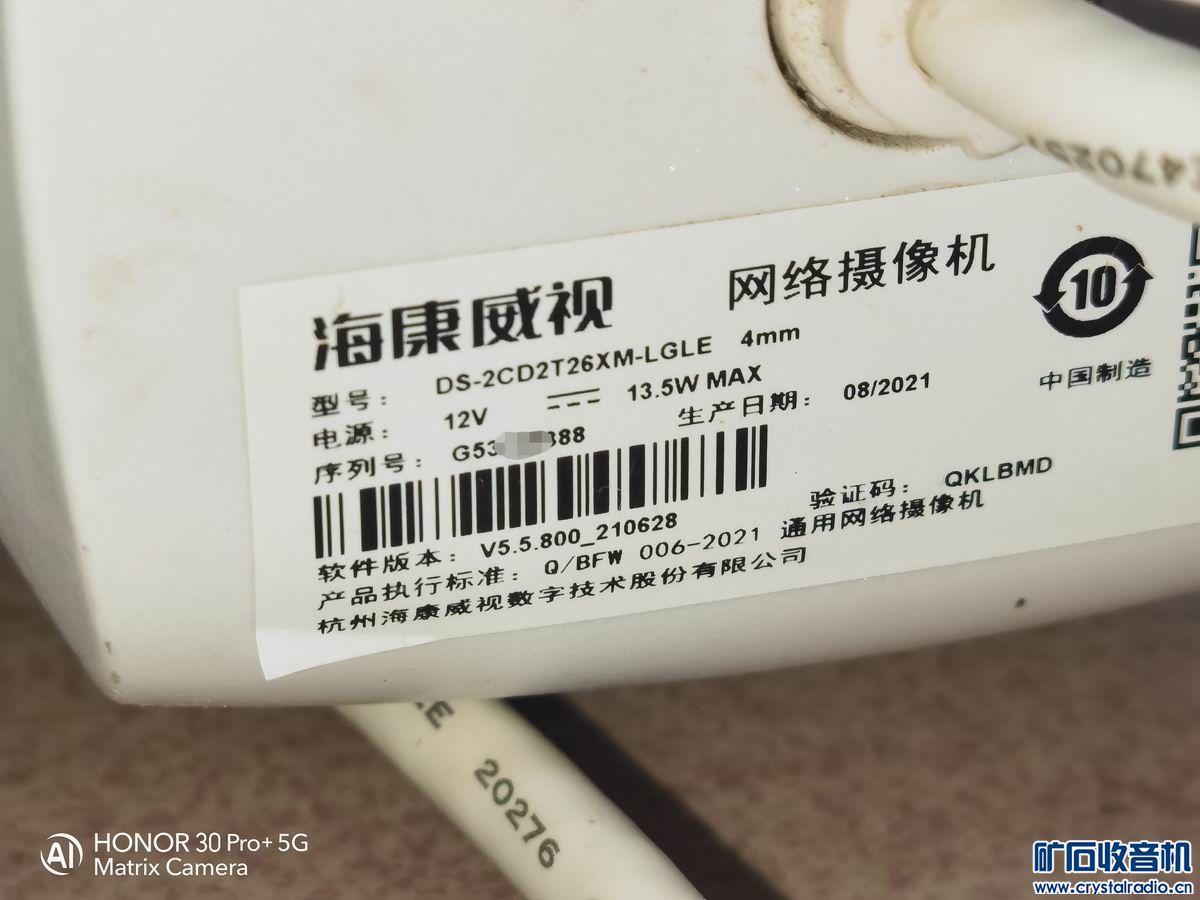 海康威视 网络摄像机
型号： DS-2CD2T26XM-LGLE 4mm
电源： 12V 13.5W MAX
序列号： G53 888 生产日期： 08/2021
10
中国制造
验证码： QKLBMD
软件版本： V5.5.800_210628
产品执行标准： Q/BFW 006-2021 通用网络摄像机
杭州海康威视数字技术股份有限公司
20276
AI HONOR 30 Pro+ 5G
Matrix Camera
矿石收音机
www.crystalradio.cn